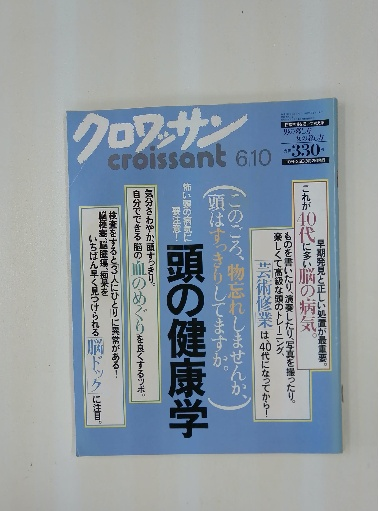 クロワッサン
croissant 6.10
330円
早期発見と正しい処置が最重要。
これが40代に多い脳の病気。
ものを書いたり、演奏したり、写真を撮ったり。
楽しくて高級な頭のトレーニング。
芸術修業は40代になってから！
このごろ、物忘れしませんか、
頭はすっきりしてますか。
怖い頭の病気に
要注意！
頭の健康学
気分さわやか、頭すっきり。
自分でできる脳の血のめぐりを良くするツボ。
検査をすると3人にひとりに異常がある！
脳梗塞、脳腫瘍、痴呆を
いちばん早く見つけられる「脳ドック」に注目。